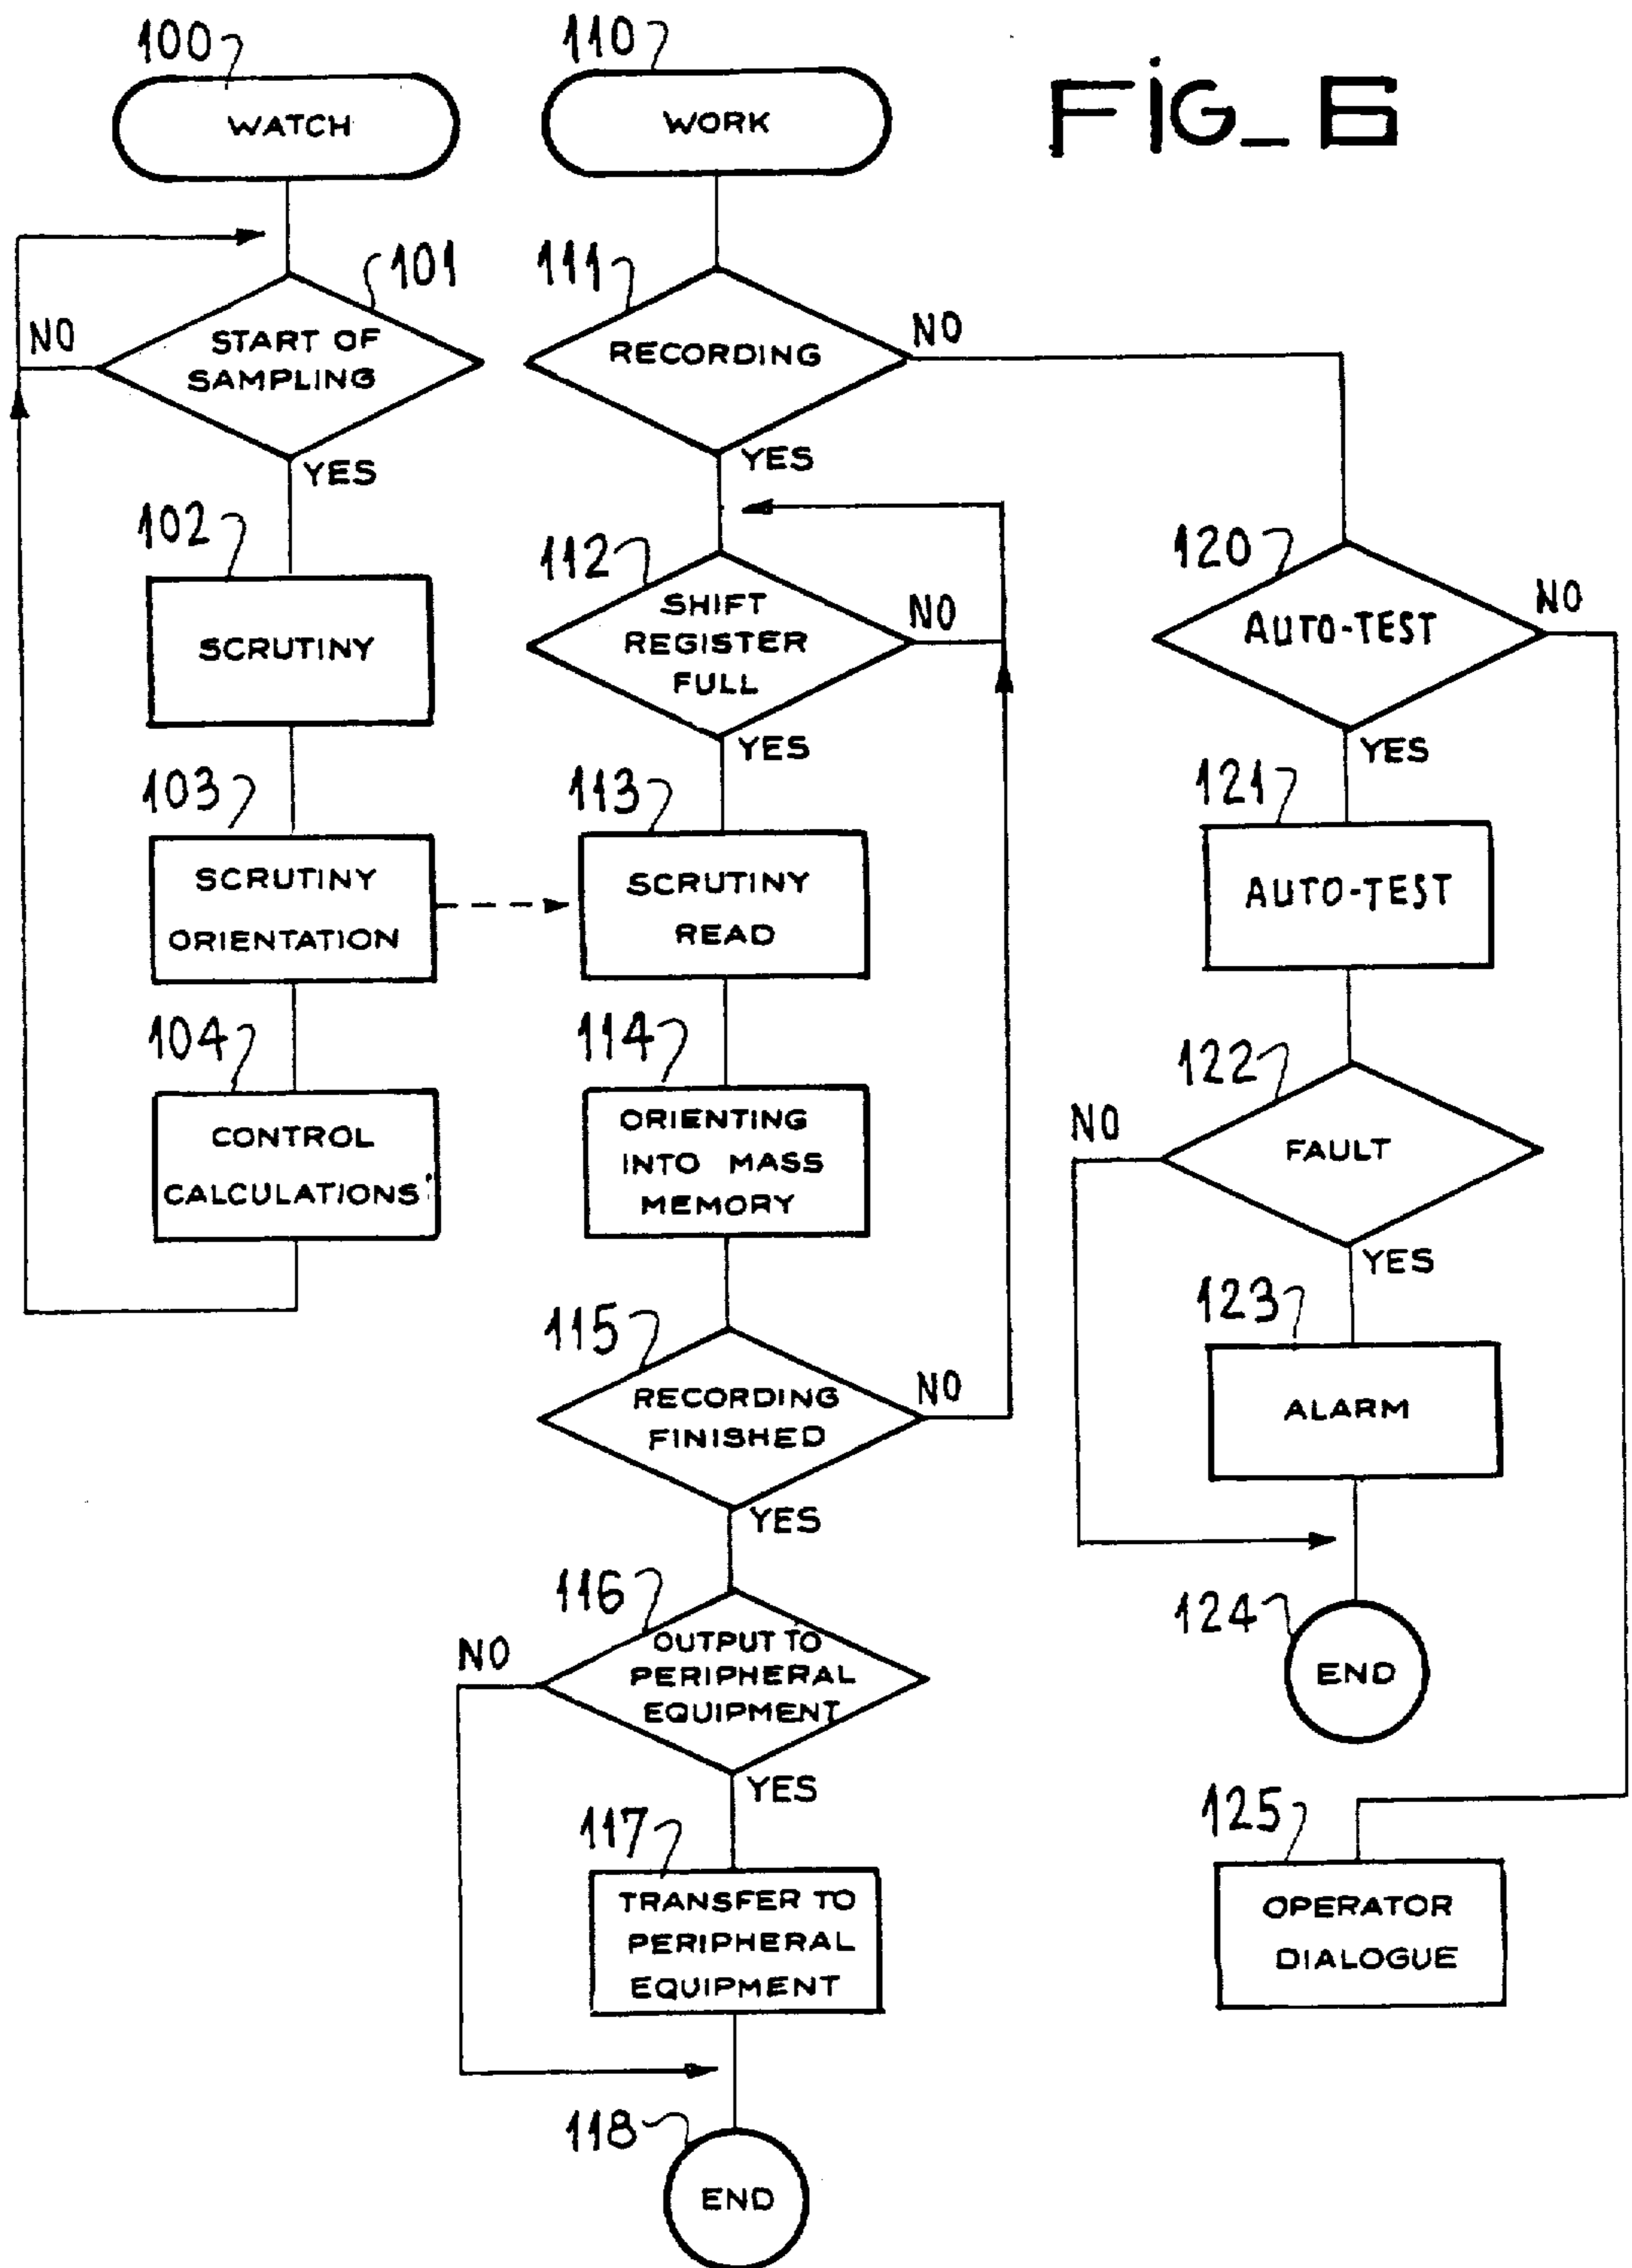 FIG_6
100
WATCH
101
START OF
SAMPLING
NO
YES
102
SCRUTINY
103
SCRUTINY
ORIENTATION
104
CONTROL
CALCULATIONS
110
WORK
111
RECORDING
NO
YES
112
SHIFT
REGISTER
FULL
NO
YES
113
SCRUTINY
READ
114
ORIENTING
INTO MASS
MEMORY
115
RECORDING
FINISHED
NO
YES
116
OUTPUT TO
PERIPHERAL
EQUIPMENT
NO
YES
117
TRANSFER TO
PERIPHERAL
EQUIPMENT
118
END
120
AUTO-TEST
NO
YES
121
AUTO-TEST
122
FAULT
NO
YES
123
ALARM
124
END
125
OPERATOR
DIALOGUE